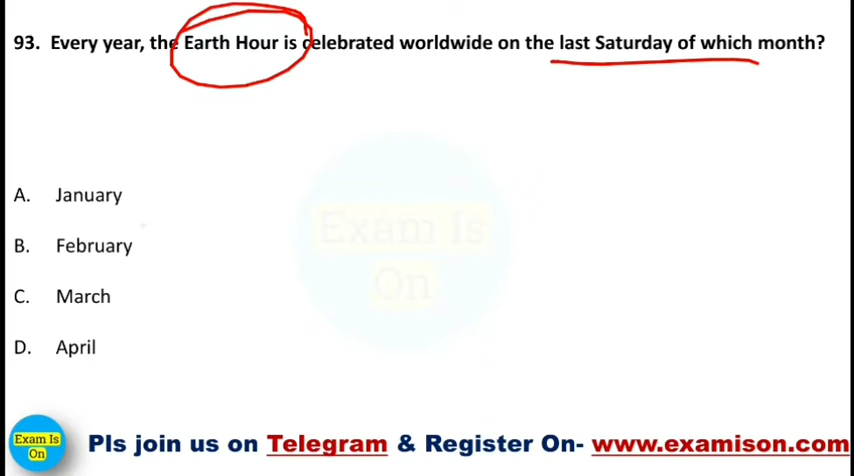 93. Every year, the Earth Hour is celebrated worldwide on the last Saturday of which month?
A. January
B. February
C. March
D. April
Exam Is
On
Exam Is
On
Pls join us on Telegram & Register On- www.examison.com